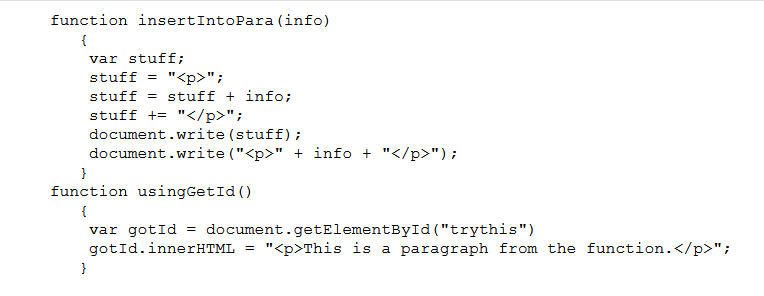 function insertIntoPara(info)
{
var stuff;
stuff = "<p>";
stuff = stuff + info;
stuff += "</p>";
document.write(stuff);
document.write("<p>" + info + "</p>");
}
function usingGetId()
{
var gotId = document.getElementById("trythis")
gotId.innerHTML = "<p>This is a paragraph from the function.</p>";
}